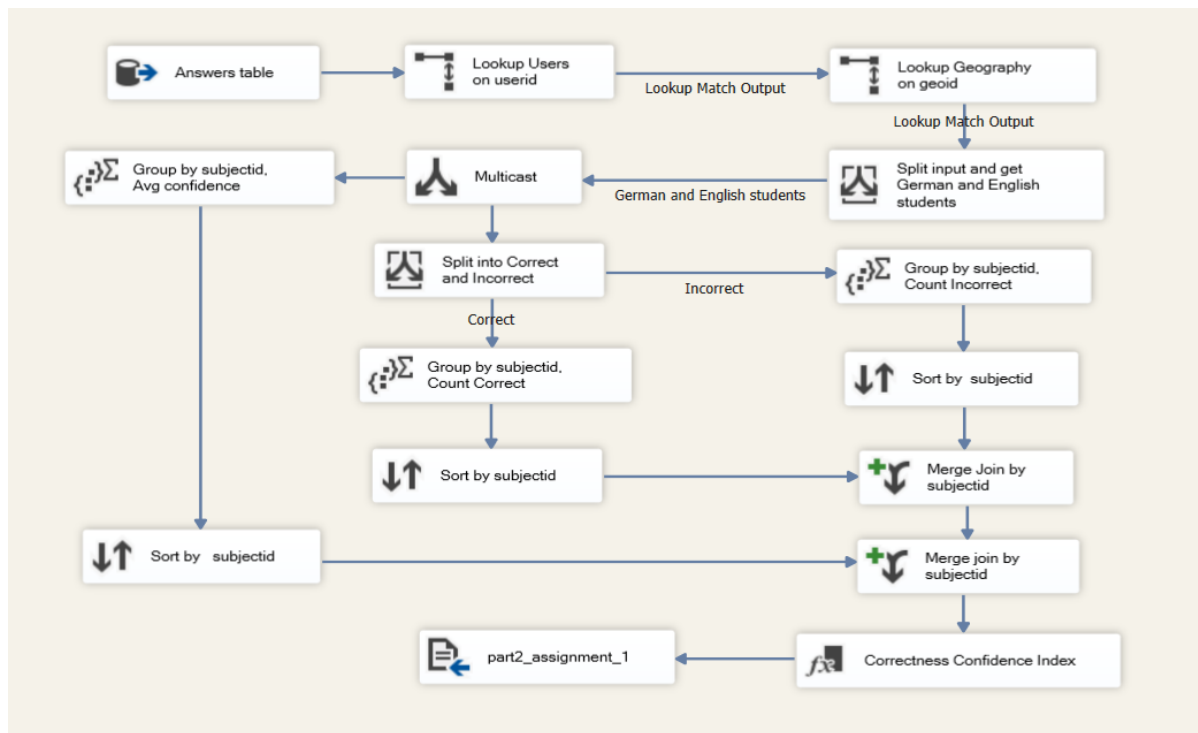 Answers table
Lookup Users
on userid
Lookup Match Output
Lookup Geography
on geoid
Lookup Match Output
Group by subjectid,
Avg confidence
Multicast
German and English students
Split input and get
German and English
students
Split into Correct
and Incorrect
Incorrect
Group by subjectid,
Count Incorrect
Correct
Group by subjectid,
Count Correct
Sort by subjectid
Sort by subjectid
Merge Join by
subjectid
Sort by subjectid
Merge join by
subjectid
part2_assignment_1
Correctness Confidence Index